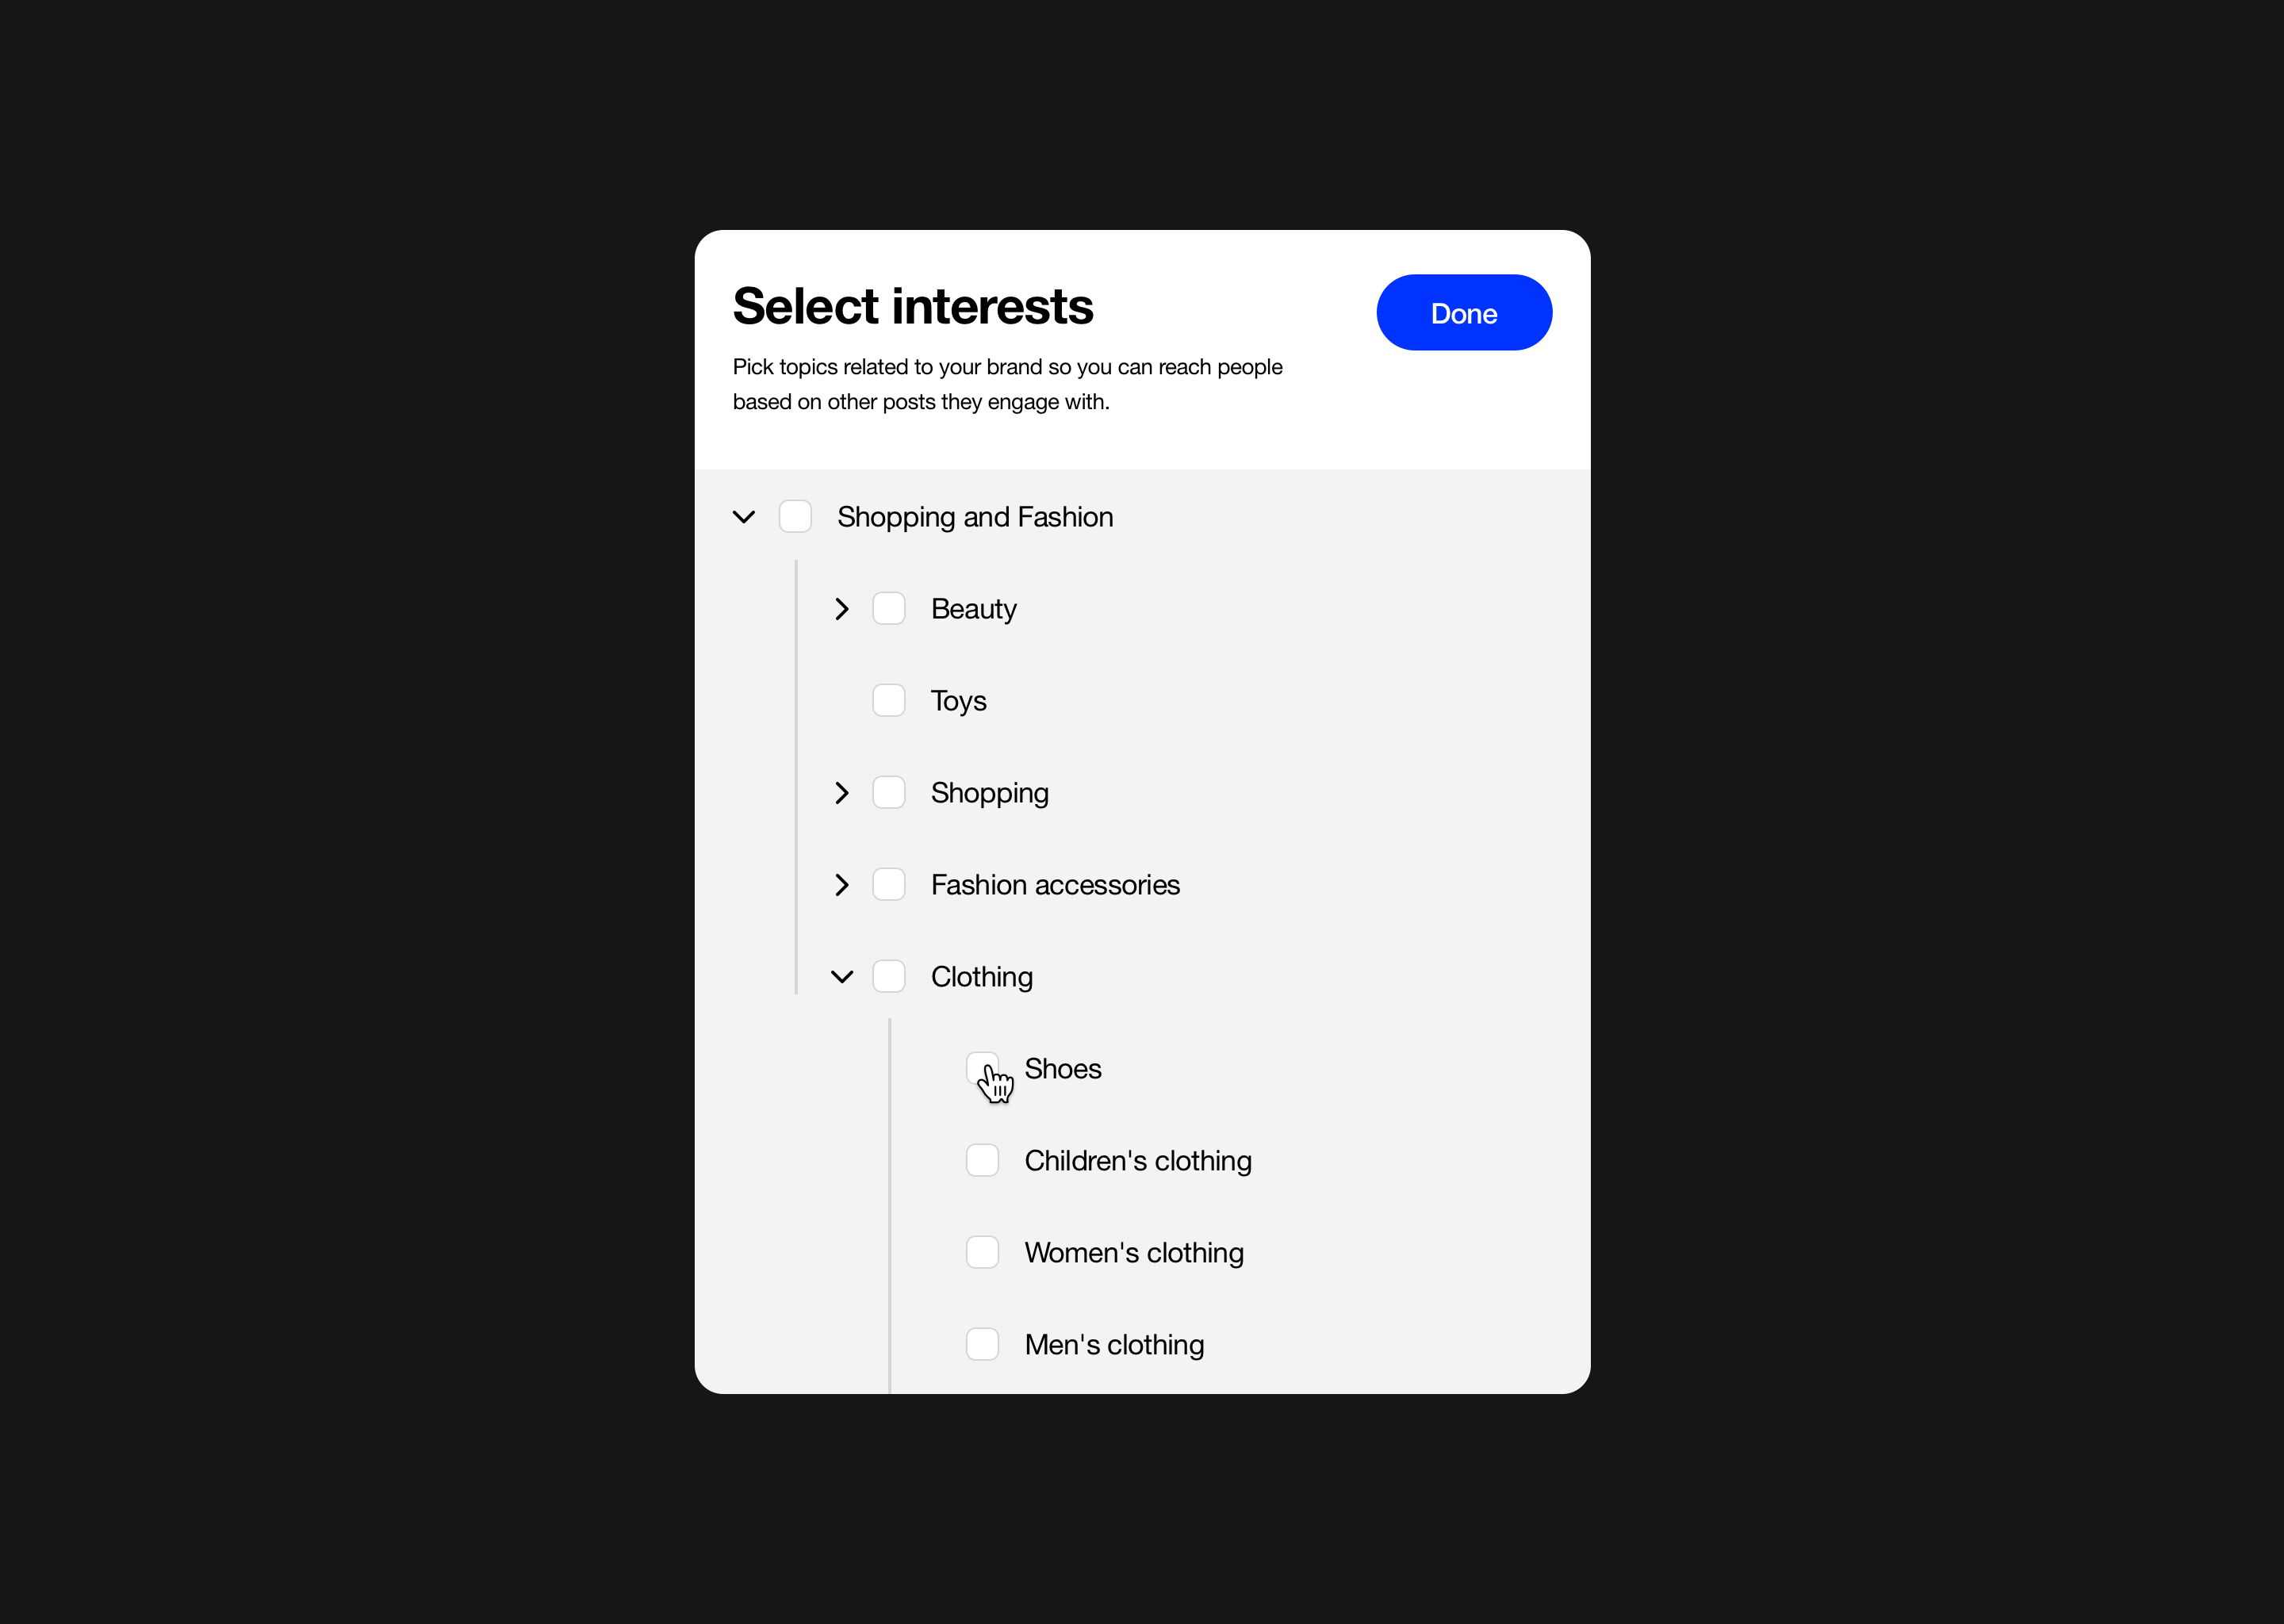 Select interests
Done
Pick topics related to your brand so you can reach people
based on other posts they engage with.
Shopping and Fashion
Beauty
Toys
Shopping
Fashion accessories
Clothing
Shoes
Children's clothing
Women's clothing
Men's clothing